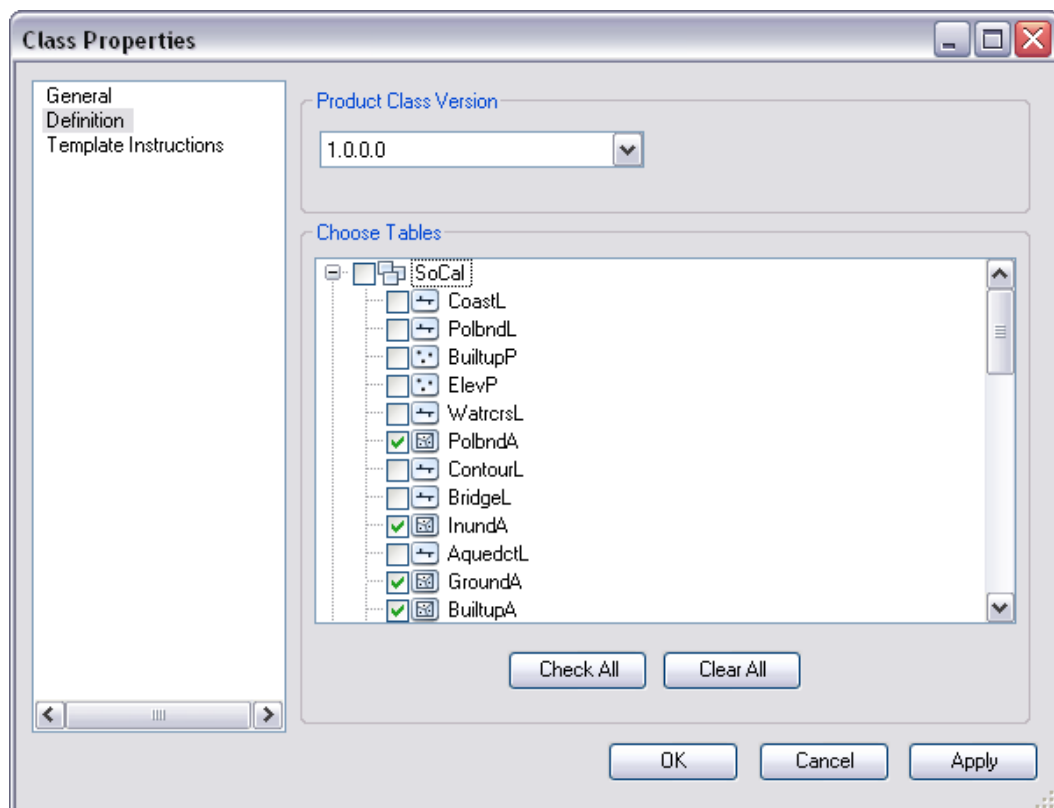 Class Properties
General
Definition
Template Instructions
Product Class Version
1.0.0.0
Choose Tables
SoCal
CoastL
PolbndL
BuiltupP
ElevP
WatrcrsL
PolbndA
ContourL
BridgeL
InundA
AquedctL
GroundA
BuiltupA
Check All
Clear All
OK
Cancel
Apply